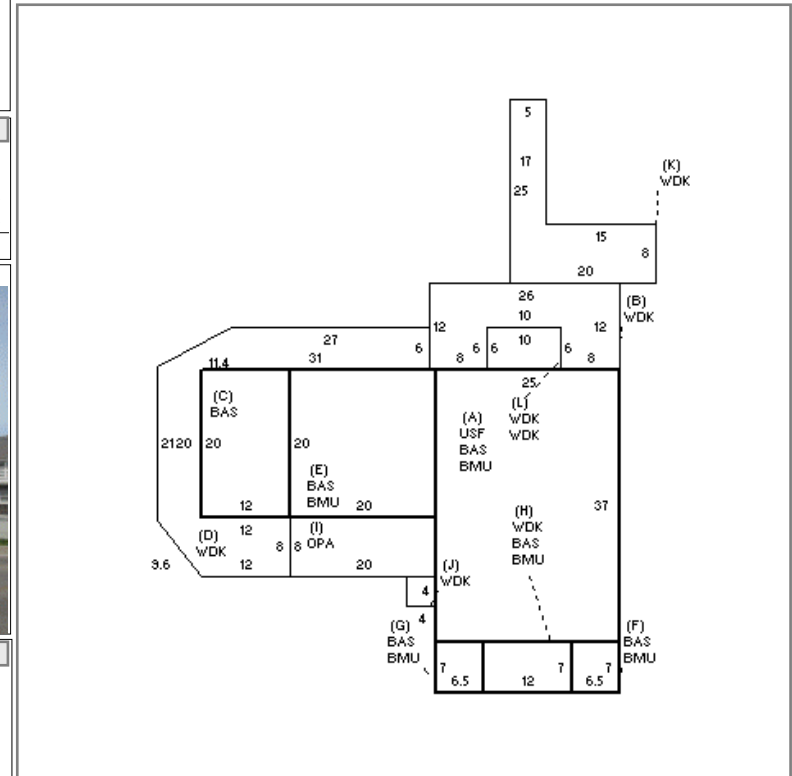 5
17
25
(K)
WDK
15
8
20
26
(B)
WDK
10
12
12
27
10
6
6
6
6
8
8
31
11.4
25
(C)
BAS
(L)
WDK
WDK
(A)
USF
BAS
BMU
21
20
20
20
(E)
BAS
BMU
12
20
37
(H)
WDK
BAS
BMU
(D)
WDK
12
(I)
OPA
8
8
9.6
12
20
(J)
WDK
4
4
(G)
BAS
BMU
(F)
BAS
BMU
7
7
7
6.5
12
6.5